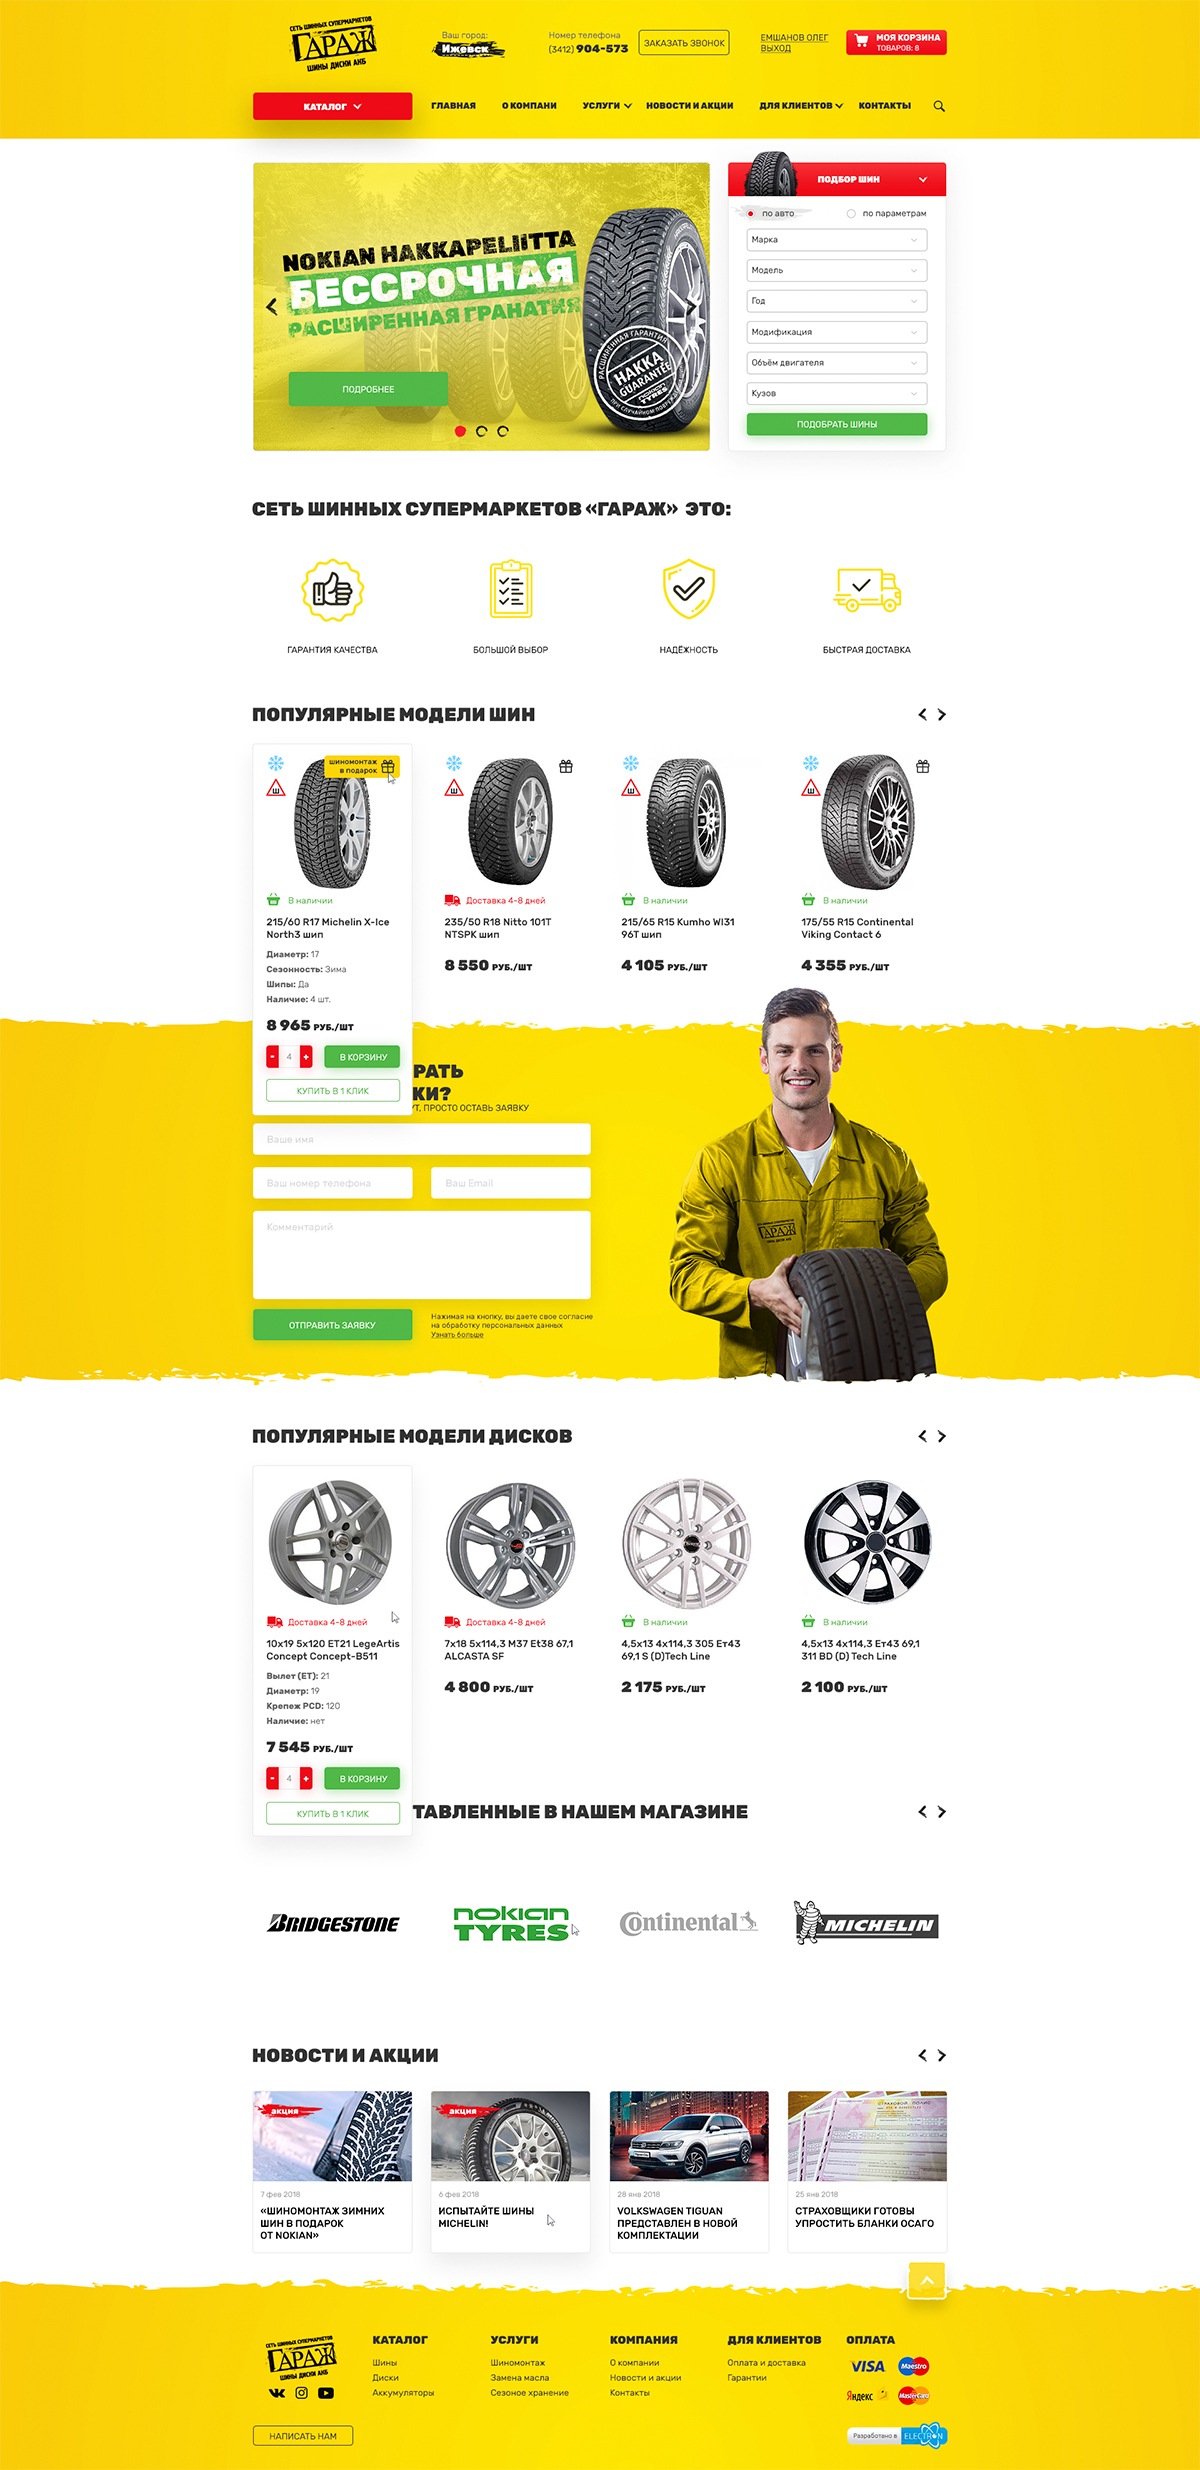 СЕТЬ ШИННЫХ СУПЕРМАРКЕТОВ
ГАРАЖ
ШИНЫ ДИСКИ АКБ
Ваш город:
Ижевск
Номер телефона
(3412) 904-573
ЗАКАЗАТЬ ЗВОНОК
ЕМШАНОВ ОЛЕГ
ВЫХОД
МОЯ КОРЗИНА
ТОВАРОВ: 8
КАТАЛОГ
ГЛАВНАЯ
О КОМПАНИ
УСЛУГИ
НОВОСТИ И АКЦИИ
ДЛЯ КЛИЕНТОВ
КОНТАКТЫ
NOKIAN HAKKAPELIITTA
БЕССРОЧНАЯ
РАСШИРЕННАЯ ГРАНАТИЯ
ПОДРОБНЕЕ
РАСШИРЕННАЯ ГАРАНТИЯ
HAKKA
GUARANTEE
NOKIAN
TYRES
ПРИ СЛУЧАЙНОМ ПОВРЕЖ
ПОДБОР ШИН
по авто
по параметрам
Марка
Модель
Год
Модификация
Объём двигателя
Кузов
ПОДОБРАТЬ ШИНЫ
СЕТЬ ШИННЫХ СУПЕРМАРКЕТОВ «ГАРАЖ» ЭТО:
ГАРАНТИЯ КАЧЕСТВА
БОЛЬШОЙ ВЫБОР
НАДЁЖНОСТЬ
БЫСТРАЯ ДОСТАВКА
ПОПУЛЯРНЫЕ МОДЕЛИ ШИН
шиномонтаж
в подарок
Ш
В наличии
215/60 R17 Michelin X-Ice
North3 шип
Диаметр: 17
Сезонность: Зима
Шипы: Да
Наличие: 4 шт.
8 965 РУБ./ШТ
- 4 +
В КОРЗИНУ
КУПИТЬ В 1 КЛИК
Ш
Доставка 4-8 дней
235/50 R18 Nitto 101T
NTSPK шип
8 550 РУБ./ШТ
Ш
В наличии
215/65 R15 Kumho WI31
96T шип
4 105 РУБ./ШТ
Ш
В наличии
175/55 R15 Continental
Viking Contact 6
4 355 РУБ./ШТ
РАТЬ
КИ?
УТ, ПРОСТО ОСТАВЬ ЗАЯВКУ
Ваше имя
Ваш номер телефона
Ваш Email
Комментарий
ОТПРАВИТЬ ЗАЯВКУ
Нажимая на кнопку, вы даете свое согласие
на обработку персональных данных
Узнать больше
ГАРАЖ
ПОПУЛЯРНЫЕ МОДЕЛИ ДИСКОВ
Доставка 4-8 дней
10x19 5x120 ET21 LegeArtis
Concept Concept-B511
Вылет (ET): 21
Диаметр: 19
Крепеж PCD: 120
Наличие: нет
7 545 РУБ./ШТ
- 4 +
В КОРЗИНУ
КУПИТЬ В 1 КЛИК
Доставка 4-8 дней
7x18 5x114,3 M37 Et38 67,1
ALCASTA SF
4 800 РУБ./ШТ
В наличии
4,5x13 4x114,3 305 Ет43
69,1 S (D)Tech Line
2 175 РУБ./ШТ
В наличии
4,5x13 4x114,3 Ет43 69,1
311 BD (D) Tech Line
2 100 РУБ./ШТ
ТАВЛЕННЫЕ В НАШЕМ МАГАЗИНЕ
BRIDGESTONE
nokian
TYRES
Continental
MICHELIN
НОВОСТИ И АКЦИИ
акция
7 фев 2018
«ШИНОМОНТАЖ ЗИМНИХ
ШИН В ПОДАРОК
ОТ NOKIAN»
акция
6 фев 2018
ИСПЫТАЙТЕ ШИНЫ
MICHELIN!
28 янв 2018
VOLKSWAGEN TIGUAN
ПРЕДСТАВЛЕН В НОВОЙ
КОМПЛЕКТАЦИИ
СТРАХОВОЙ ПОЛИС
25 янв 2018
СТРАХОВЩИКИ ГОТОВЫ
УПРОСТИТЬ БЛАНКИ ОСАГО
СЕТЬ ШИННЫХ СУПЕРМАРКЕТОВ
ГАРАЖ
ШИНЫ ДИСКИ АКБ
НАПИСАТЬ НАМ
КАТАЛОГ
Шины
Диски
Аккумуляторы
УСЛУГИ
Шиномонтаж
Замена масла
Сезоное хранение
КОМПАНИЯ
О компании
Новости и акции
Контакты
ДЛЯ КЛИЕНТОВ
Оплата и доставка
Гарантии
ОПЛАТА
VISA
Maestro
Яндекс
MasterCard
Разработано в
ELECTRON